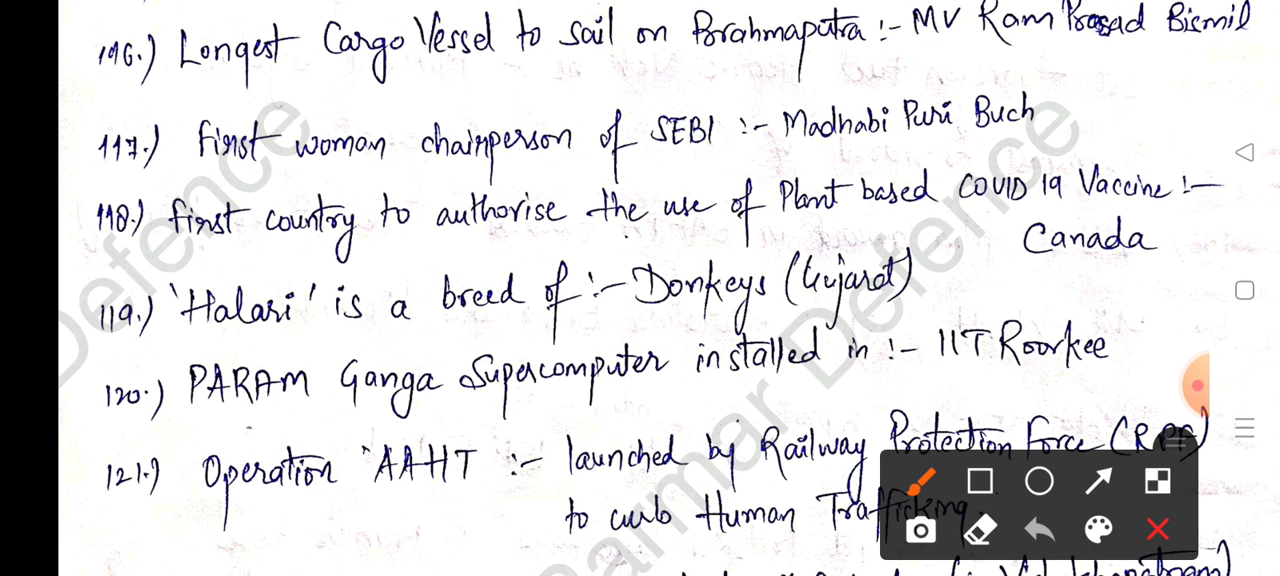 116.) Longest Cargo Vessel to sail on Brahmaputra :- MV Ram Prasad Bismil
117.) first woman chairperson of SEBI :- Madhabi Puri Buch
118.) first country to authorise the use of Plant based COVID 19 Vaccine :-
Canada
119.) 'Halari' is a breed of :- Donkeys (Gujarat)
120.) PARAM Ganga Supercomputer installed in :- IIT Roorkee
121.) Operation 'AAHT :- launched by Railway Protection Force (RPF)
to curb Human Trafficking.
Defence
Parmar Defence